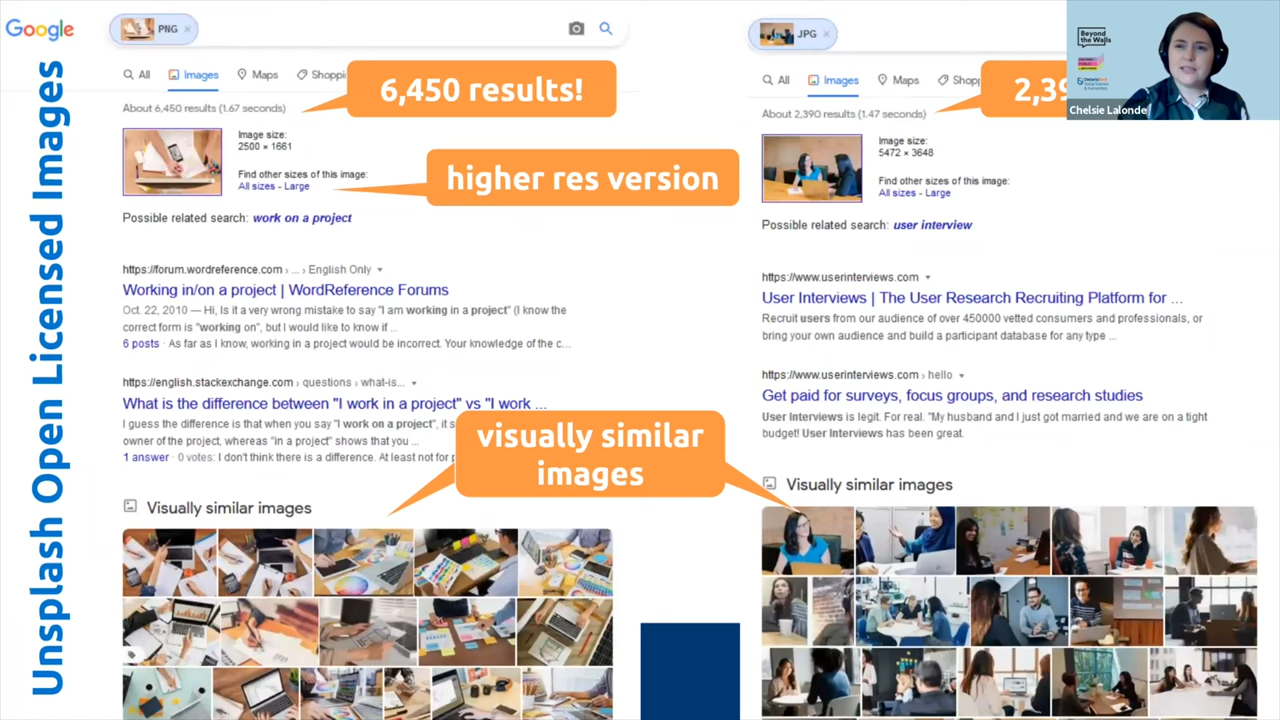 Unsplash Open Licensed Images
Google
PNG ×
All
Images
Maps
Shoppi
About 6,450 results (1.67 seconds)
6,450 results!
Image size:
2500 × 1661
Find other sizes of this image:
All sizes - Large
higher res version
Possible related search: work on a project
https://forum.wordreference.com › ... › English Only
Working in/on a project | WordReference Forums
Oct. 22, 2010 — Hi, Is it a very wrong mistake to say "I am working in a project" (I know the
correct form is "working on", but I would like to know if ...
6 posts · As far as I know, working in a project would be incorrect. Your knowledge of the c...
https://english.stackexchange.com › questions › what-is...
What is the difference between "I work in a project" vs "I work ...
I guess the difference is that when you say "I work on a project", it s
owner of the project, whereas "in a project" shows that you ...
1 answer · 0 votes: I don't think there is a difference. At least not for p
visually similar
images
Visually similar images
JPG ×
All
Images
Maps
Shopp
About 2,390 results (1.47 seconds)
2,39
Image size:
5472 × 3648
Find other sizes of this image:
All sizes - Large
Possible related search: user interview
https://www.userinterviews.com
User Interviews | The User Research Recruiting Platform for ...
Recruit users from our audience of over 450000 vetted consumers and professionals, or
bring your own audience and build a participant database for any type ...
https://www.userinterviews.com › hello
Get paid for surveys, focus groups, and research studies
User Interviews is legit. For real. "My husband and I just got married and we are on a tight
budget! User Interviews has been great.
Visually similar images
Beyond
the Walls
OntarioTech
Social Science
& Humanities
Chelsie Lalonde